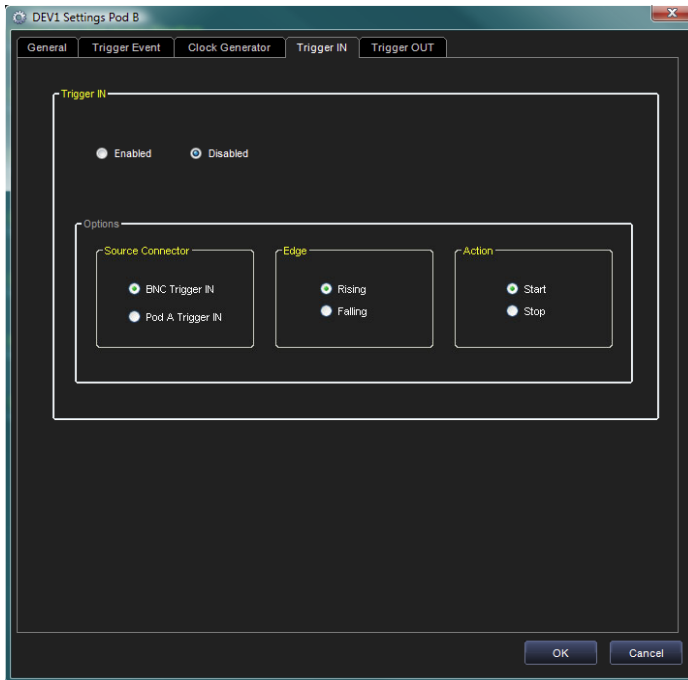 DEV1 Settings Pod B
General Trigger Event Clock Generator Trigger IN Trigger OUT
Trigger IN
Enabled Disabled
Options
Source Connector Edge Action
BNC Trigger IN Rising Start
Pod A Trigger IN Falling Stop
OK Cancel